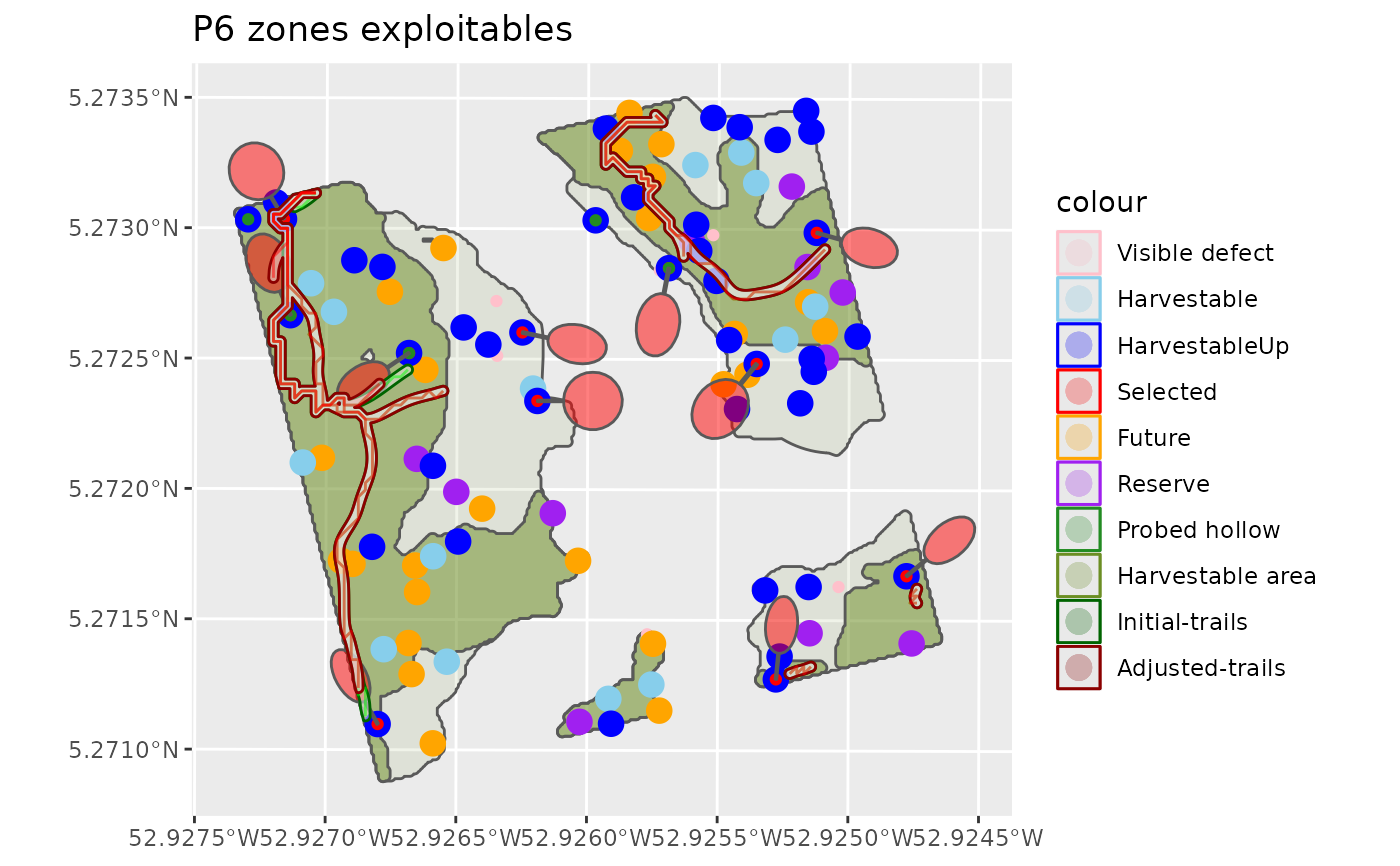 P6 zones exploitables
5.2735°N
5.2730°N
5.2725°N
5.2720°N
5.2715°N
5.2710°N
52.9275°W 52.9270°W 52.9265°W 52.9260°W 52.9255°W 52.9250°W 52.9245°W
colour
Visible defect
Harvestable
HarvestableUp
Selected
Future
Reserve
Probed hollow
Harvestable area
Initial-trails
Adjusted-trails